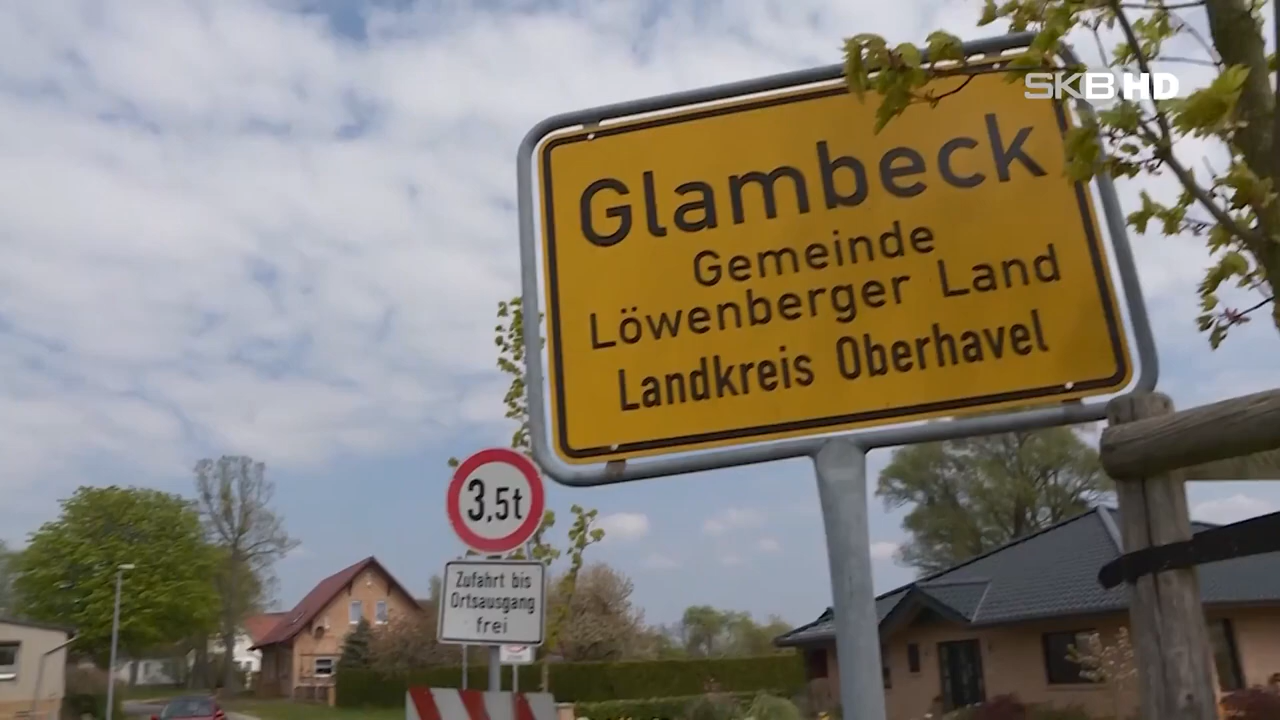 SKB HD
Glambeck
Gemeinde
Löwenberger Land
Landkreis Oberhavel
3,5t
Zufahrt bis
Ortsausgang
frei